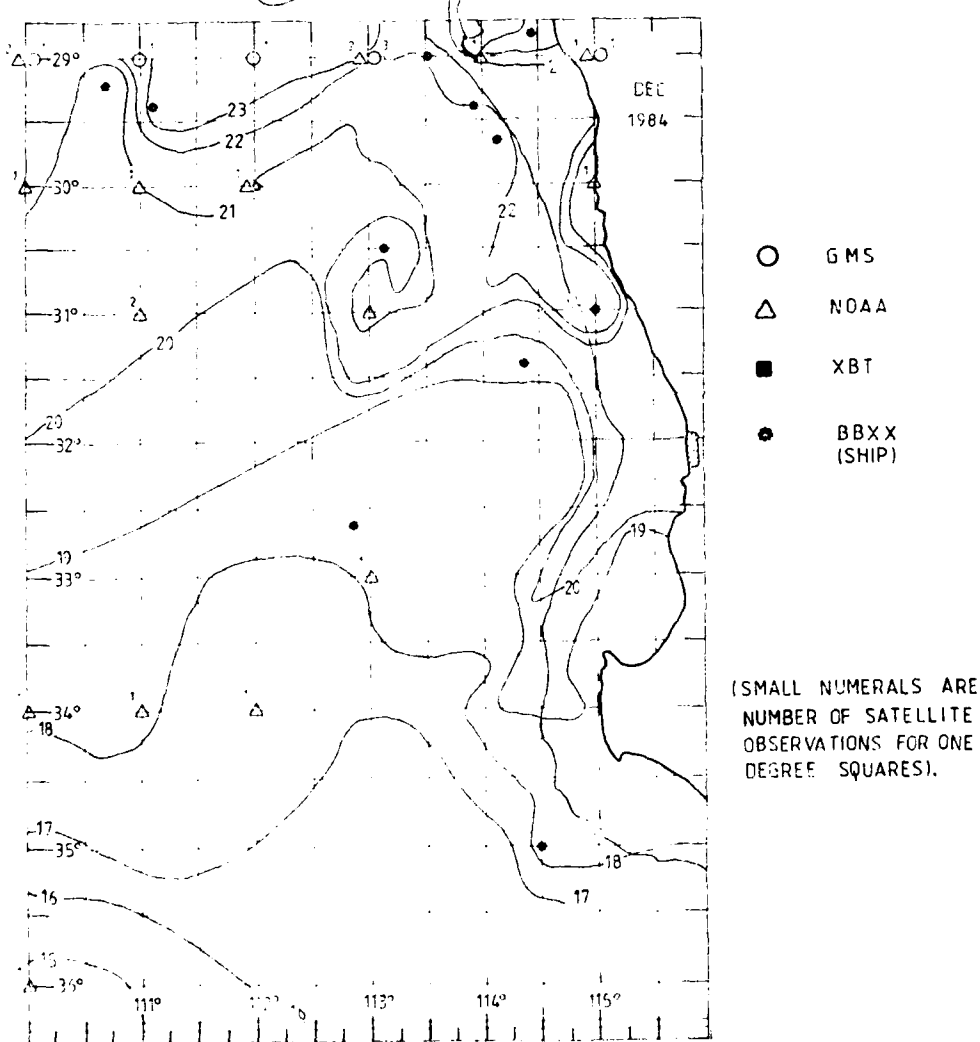 29°
DEC
1984
23
22
30°
21
22
GMS
NOAA
XBT
BBXX
(SHIP)
31°
20
20
32°
19
19
33°
20
(SMALL NUMERALS ARE
NUMBER OF SATELLITE
OBSERVATIONS FOR ONE
DEGREE SQUARES).
34°
18
17
35°
18
17
16
36°
111°
113°
114°
115°